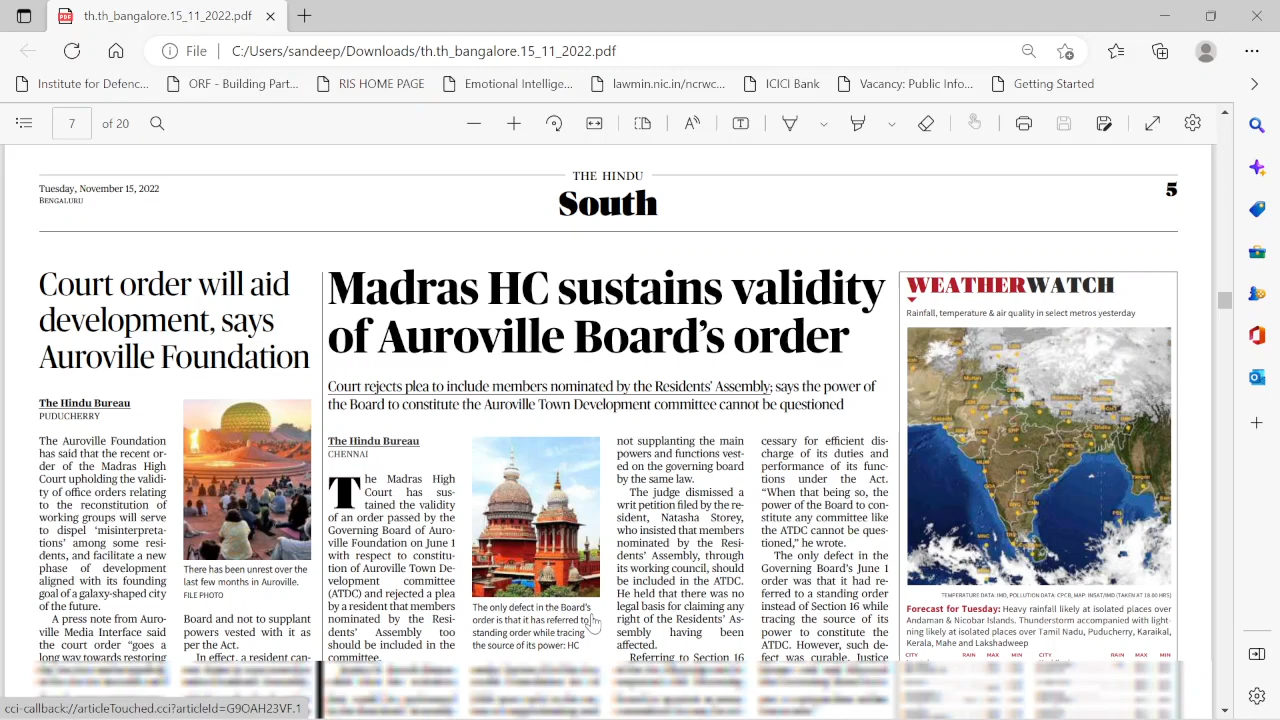 th.th_bangalore.15_11_2022.pdf
File
C:/Users/sandeep/Downloads/th.th_bangalore.15_11_2022.pdf
Institute for Defenc...
ORF - Building Part...
RIS HOME PAGE
Emotional Intellige...
lawmin.nic.in/ncrwc...
ICICI Bank
Vacancy: Public Info...
Getting Started
7 of 20
Tuesday, November 15, 2022
BENGALURU
THE HINDU
South
5
Court order will aid
development, says
Auroville Foundation
The Hindu Bureau
PUDUCHERRY
The Auroville Foundation
has said that the recent or-
der of the Madras High
Court upholding the validi-
ty of office orders relating
to the reconstitution of
working groups will serve
to dispel ‘misinterpreta-
tions’ among some resi-
dents, and facilitate a new
phase of development
aligned with its founding
goal of a galaxy-shaped city
of the future.
A press note from Auro-
ville Media Interface said
the court order “goes a
long way towards restoring
There has been unrest over the
last few months in Auroville.
FILE PHOTO
Board and not to supplant
powers vested with it as
per the Act.
In effect, a resident can-
Madras HC sustains validity
of Auroville Board’s order
Court rejects plea to include members nominated by the Residents’ Assembly; says the power of
the Board to constitute the Auroville Town Development committee cannot be questioned
The Hindu Bureau
CHENNAI
The Madras High
Court has sus-
tained the validity
of an order passed by the
Governing Board of Auro-
ville Foundation on June 1
with respect to constitu-
tion of Auroville Town De-
velopment committee
(ATDC) and rejected a plea
by a resident that members
nominated by the Resi-
dents’ Assembly too
should be included in the
committee.
The only defect in the Board’s
order is that it has referred to
standing order while tracing
the source of its power: HC
not supplanting the main
powers and functions vest-
ed on the governing board
by the same law.
The judge dismissed a
writ petition filed by the re-
sident, Natasha Storey,
who insisted that members
nominated by the Resi-
dents’ Assembly, through
its working council, should
be included in the ATDC.
He held that there was no
legal basis for claiming any
right of the Residents’ As-
sembly having been
affected.
Referring to Section 16
cessary for efficient dis-
charge of its duties and
performance of its func-
tions under the Act.
“When that being so, the
power of the Board to con-
stitute any committee like
the ATDC cannot be ques-
tioned,” he wrote.
The only defect in the
Governing Board’s June 1
order was that it had re-
ferred to a standing order
instead of Section 16 while
tracing the source of its
power to constitute the
ATDC. However, such de-
fect was curable, Justice
WEATHERWATCH
Rainfall, temperature & air quality in select metros yesterday
TEMPERATURE DATA: IMD, POLLUTION DATA: CPCB, MAP: INSAT/IMD (TAKEN AT 18.00 HRS)
Forecast for Tuesday: Heavy rainfall likely at isolated places over
Andaman & Nicobar Islands. Thunderstorm accompanied with light-
ning likely at isolated places over Tamil Nadu, Puducherry, Karaikal,
Kerala, Mahe and Lakshadweep
CITY RAIN MAX MIN CITY RAIN MAX MIN
cci-callback://articleTouched.cci?articleId=G9OAH23VF.1